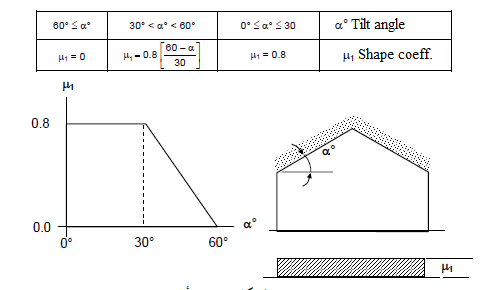 60° ≤ α° 30° < α° < 60° 0° ≤ α° ≤ 30 α° Tilt angle
μ₁ = 0 μ₁ = 0.8 [60 – α / 30] μ₁ = 0.8 μ₁ Shape coeff.
μ₁
0.8
0.0
0° 30° 60°
α°
α°
μ₁